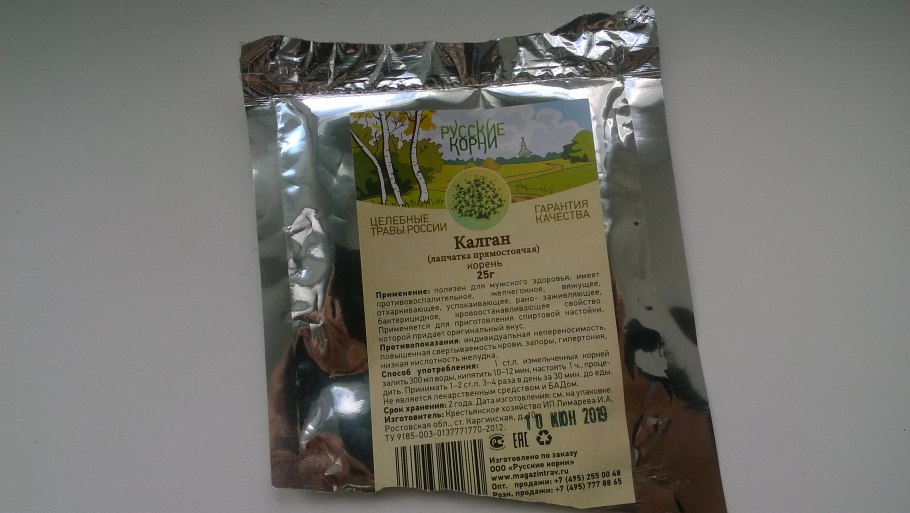 РУССКИЕ
КОРНИ
ЦЕЛЕБНЫЕ
ТРАВЫ РОССИИ
ГАРАНТИЯ
КАЧЕСТВА
Калган
(лапчатка прямостоячая)
корень
25г
Применение: полезен для мужского здоровья, имеет
противовоспалительное, желчегонное, вяжущее,
отхаркивающее, успокаивающее, рано- заживляющее,
бактерицидное, кровоостанавливающее свойство.
Применяется для приготовления спиртовой настойки,
которой придает оригинальный вкус.
Противопоказания: индивидуальная непереносимость,
повышенная свертываемость крови, запоры, гипертония,
низкая кислотность желудка.
Способ употребления: 1 ст.л. измельченных корней
залить 300 мл воды, кипятить 10-12 мин, настоять 1 ч., проце-
дить. Принимать 1-2 ст.л. 3-4 раза в день за 30 мин. до еды.
Не является лекарственным средством и БАДом.
Срок хранения: 2 года. Дата изготовления: см. на упаковке.
Изготовитель: Крестьянское хозяйство ИП Лимарева И.А.
Ростовская обл., ст. Каргинская, д.
10 ИЮН 2019
ТУ 9185-003-0137771770-2012.
РСТ EAC
Изготовлено по заказу
ООО «Русские корни»
www.magazintrav.ru
Опт. продажи: +7 (495) 255 00 48
Розн. продажи: +7 (495) 777 88 65